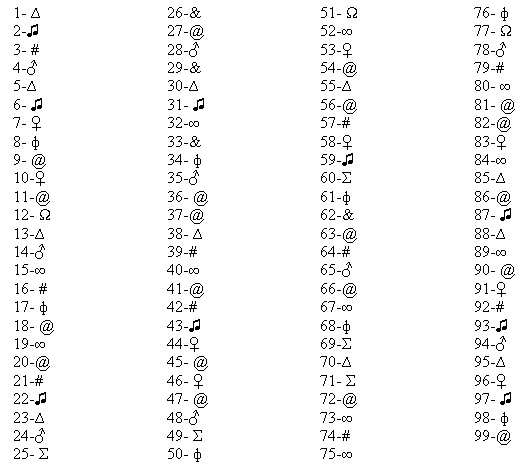 1- Δ 26-& 51- Ω 76- ф
2-♫ 27-@ 52-∞ 77- Ω
3- # 28-♂ 53-♀ 78-♂
4-♂ 29-& 54-@ 79-#
5-Δ 30-Δ 55-Δ 80- ∞
6- ♫ 31- ♫ 56-@ 81- @
7- ♀ 32-∞ 57-# 82-@
8- ф 33-& 58-♀ 83-♀
9- @ 34- ф 59-♫ 84-∞
10-♀ 35-♂ 60-Σ 85-Δ
11-@ 36- @ 61-ф 86-@
12- Ω 37-@ 62-& 87- ♫
13-Δ 38- Δ 63-@ 88-Δ
14-♂ 39-# 64-# 89-∞
15-∞ 40-∞ 65-♂ 90- @
16- # 41-@ 66-@ 91-♀
17- ф 42-# 67-∞ 92-#
18- @ 43-♫ 68-ф 93-♫
19-∞ 44-♀ 69-Σ 94-♂
20-@ 45- @ 70-Δ 95-Δ
21-# 46- ♀ 71- Σ 96-♀
22-♫ 47- @ 72-@ 97- ♫
23-Δ 48-♂ 73-∞ 98- ф
24-♂ 49- Σ 74-# 99-@
25- Σ 50- ф 75-∞